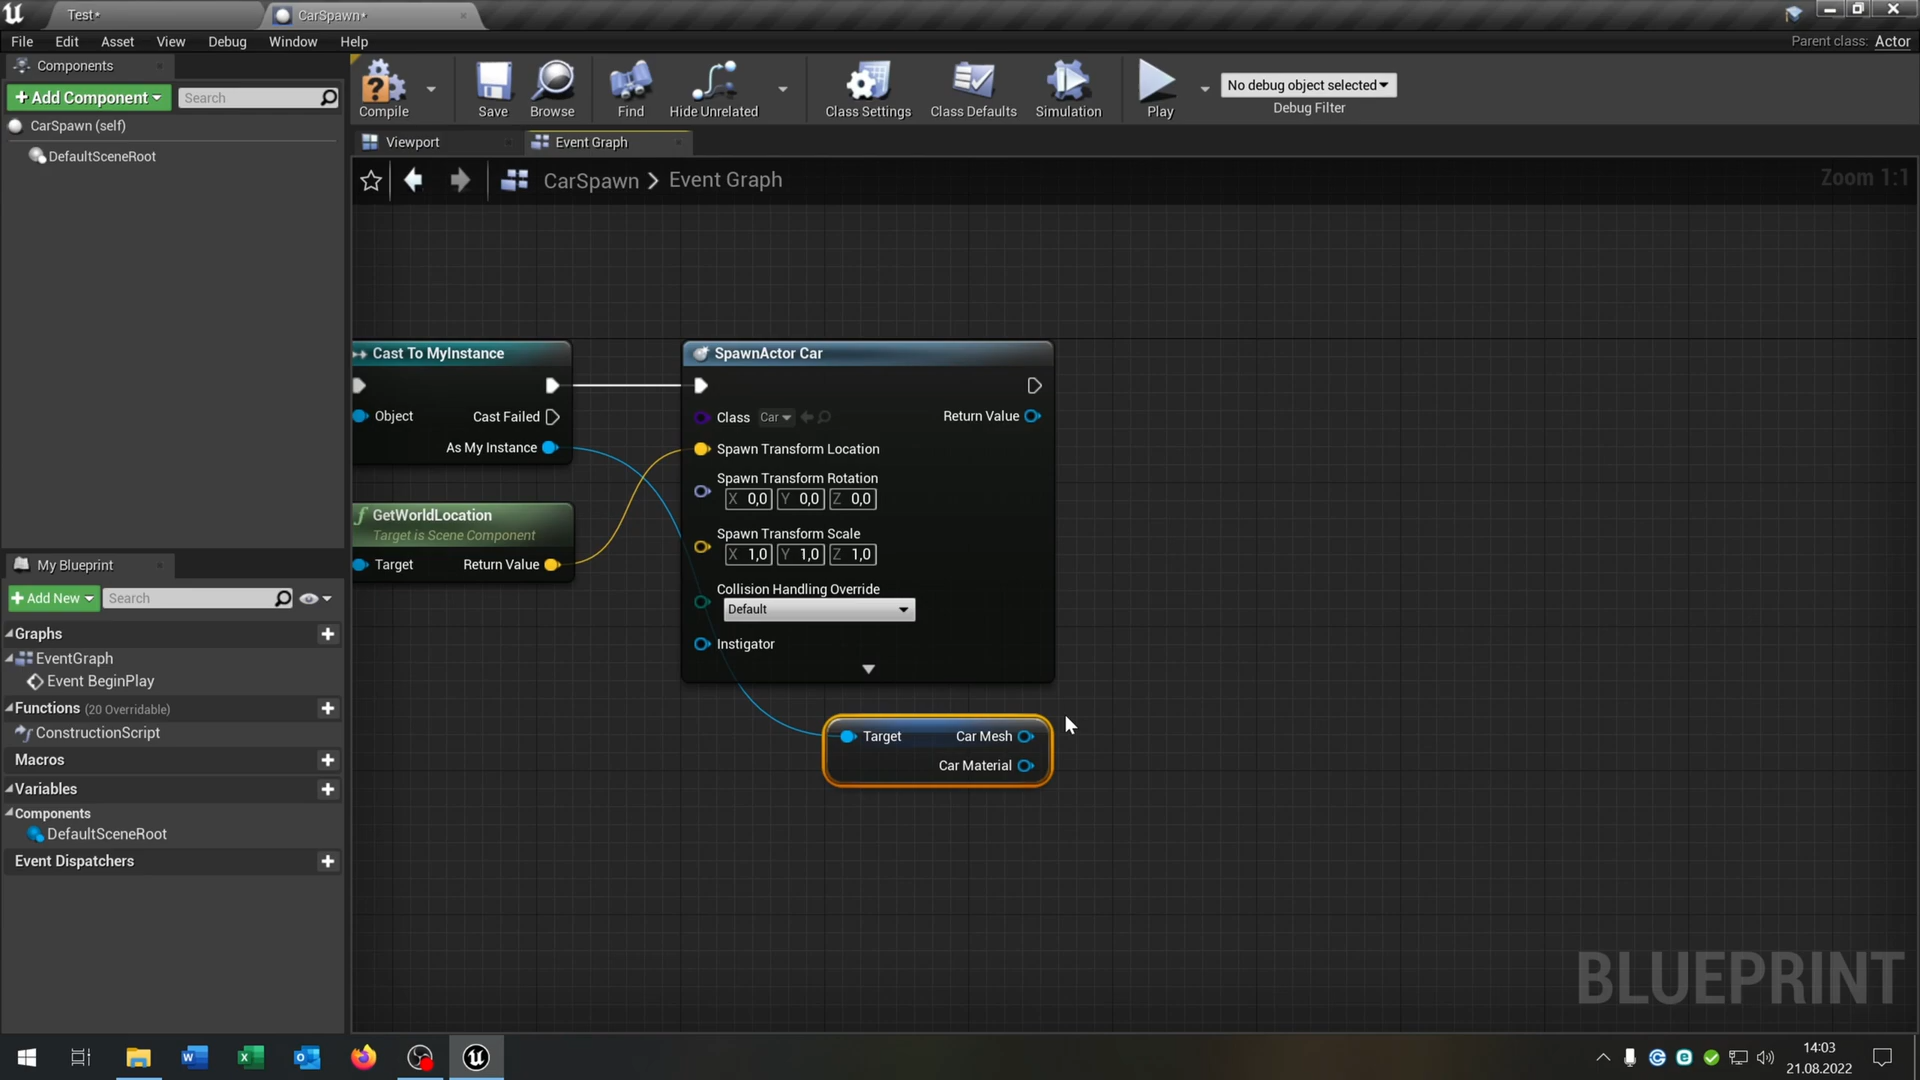 Test*
CarSpawn*
File Edit Asset View Debug Window Help
Parent class: Actor
Components
+ Add Component
Search
CarSpawn (self)
DefaultSceneRoot
Compile
Save
Browse
Find
Hide Unrelated
Class Settings
Class Defaults
Simulation
Play
No debug object selected
Debug Filter
Viewport
Event Graph
CarSpawn > Event Graph
Zoom 1:1
Cast To MyInstance
Object
Cast Failed
As My Instance
GetWorldLocation
Target is Scene Component
Target
Return Value
SpawnActor Car
Class Car
Return Value
Spawn Transform Location
Spawn Transform Rotation
X 0,0 Y 0,0 Z 0,0
Spawn Transform Scale
X 1,0 Y 1,0 Z 1,0
Collision Handling Override
Default
Instigator
Target
Car Mesh
Car Material
My Blueprint
+ Add New
Search
Graphs
EventGraph
Event BeginPlay
Functions (20 Overridable)
ConstructionScript
Macros
Variables
Components
DefaultSceneRoot
Event Dispatchers
BLUEPRINT
14:03
21.08.2022